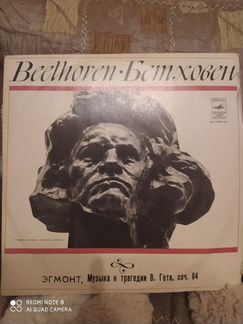 Beethoven·Бетховен
ЭГМОНТ, Музыка к трагедии В. Гете, соч. 84
REDMI NOTE 8
AI QUAD CAMERA